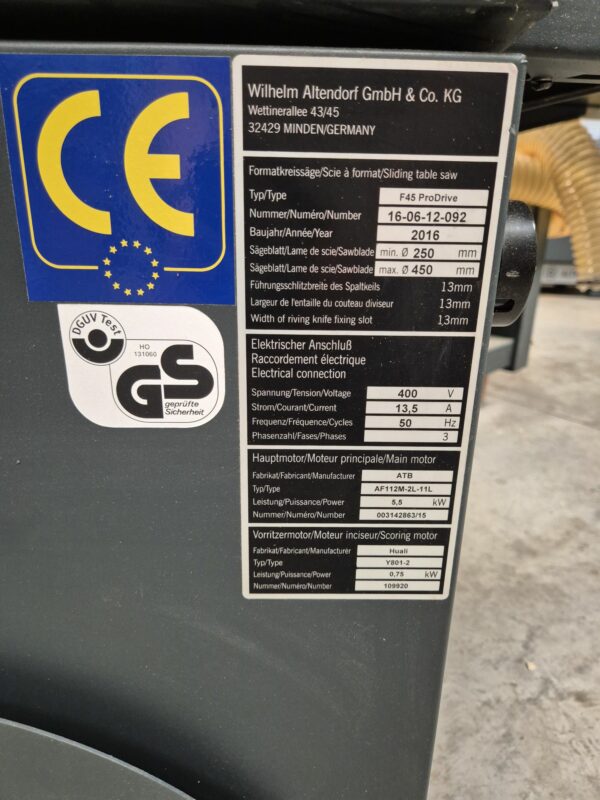 CE
Wilhelm Altendorf GmbH & Co. KG
Wettinerallee 43/45
32429 MINDEN/GERMANY
Formatkreissäge/Scie à format/Sliding table saw
Typ/Type F45 ProDrive
Nummer/Numéro/Number 16-06-12-092
Baujahr/Année/Year 2016
Sägeblatt/Lame de scie/Sawblade min. Ø 250 mm
Sägeblatt/Lame de scie/Sawblade max. Ø 450 mm
Führungsschlitzbreite des Spaltkeils 13mm
Largeur de l'entaille du couteau diviseur 13mm
Width of riving knife fixing slot 13mm
Elektrischer Anschluß
Raccordement électrique
Electrical connection
Spannung/Tension/Voltage 400 V
Strom/Courant/Current 13,5 A
Frequenz/Fréquence/Cycles 50 Hz
Phasenzahl/Fases/Phases 3
Hauptmotor/Moteur principale/Main motor
Fabrikat/Fabricant/Manufacturer ATB
Typ/Type AF112M-2L-11L
Leistung/Puissance/Power 5,5 kW
Nummer/Numéro/Number 003142863/15
Vorritzermotor/Moteur inciseur/Scoring motor
Fabrikat/Fabricant/Manufacturer Huali
Typ/Type Y801-2
Leistung/Puissance/Power 0,75 kW
Nummer/Numéro/Number 109920
DGUV Test
HO
131060
GS
geprüfte
Sicherheit